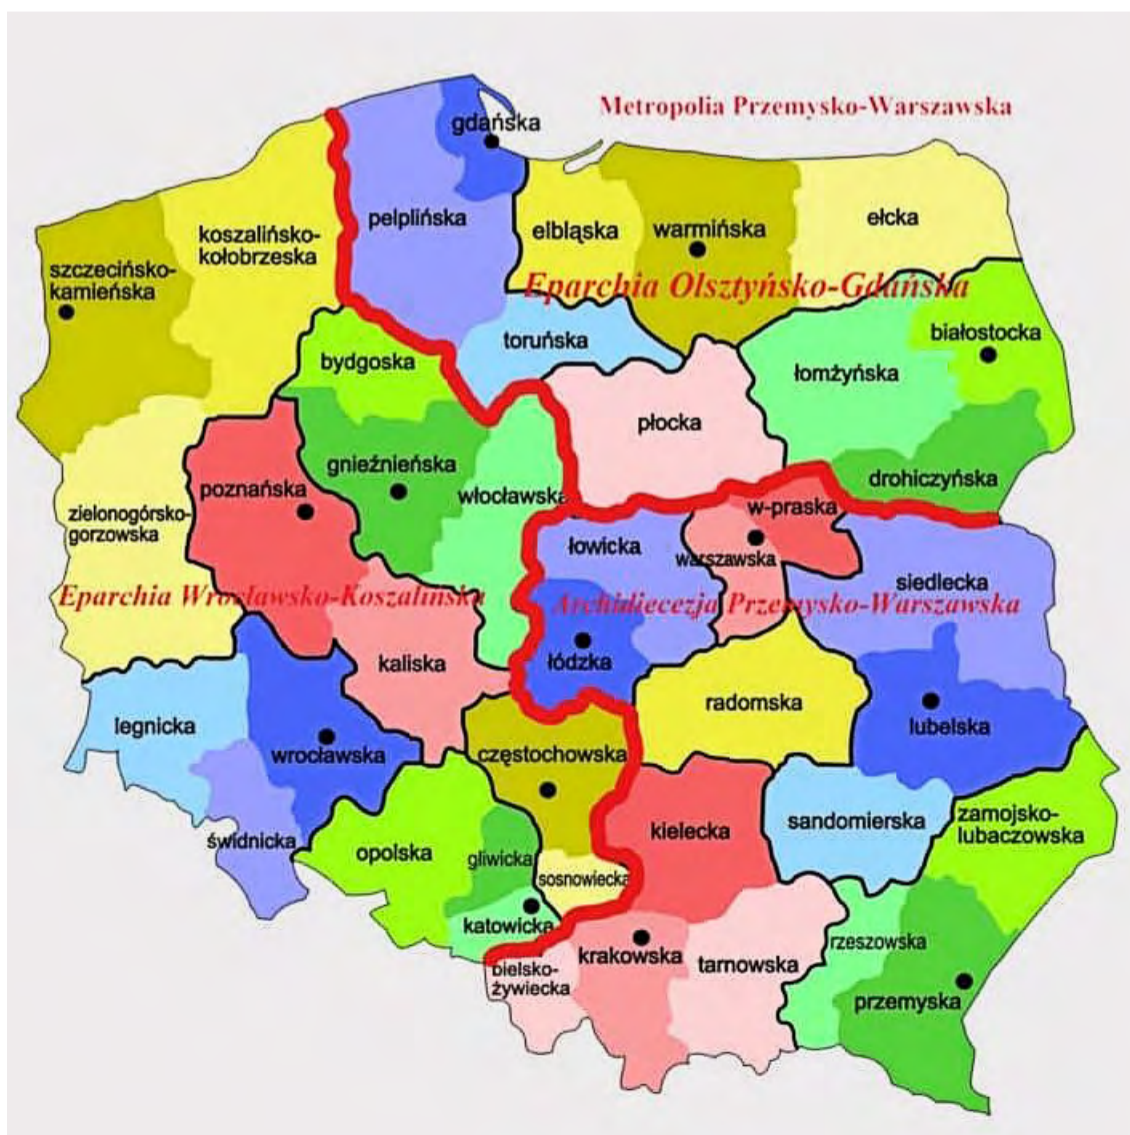 Metropolia Przemysko-Warszawska
gdańska
pelplińska
koszalińsko-
kołobrzeska
elbląska
warmińska
ełcka
szczecińsko-
kamieńska
Eparchia Olsztyńsko-Gdańska
toruńska
białostocka
bydgoska
łomżyńska
płocka
gnieźnieńska
poznańska
włocławska
drohiczyńska
zielonogórsko-
gorzowska
w-praska
łowicka
warszawska
siedlecka
Eparchia Wrocławsko-Koszalińska
Archidiecezja Przemysko-Warszawska
kaliska
łódzka
radomska
legnicka
lubelska
wrocławska
częstochowska
zamojsko-
lubaczowska
świdnicka
opolska
gliwicka
kielecka
sandomierska
sosnowiecka
katowicka
rzeszowska
krakowska
tarnowska
bielsko-
żywiecka
przemyska